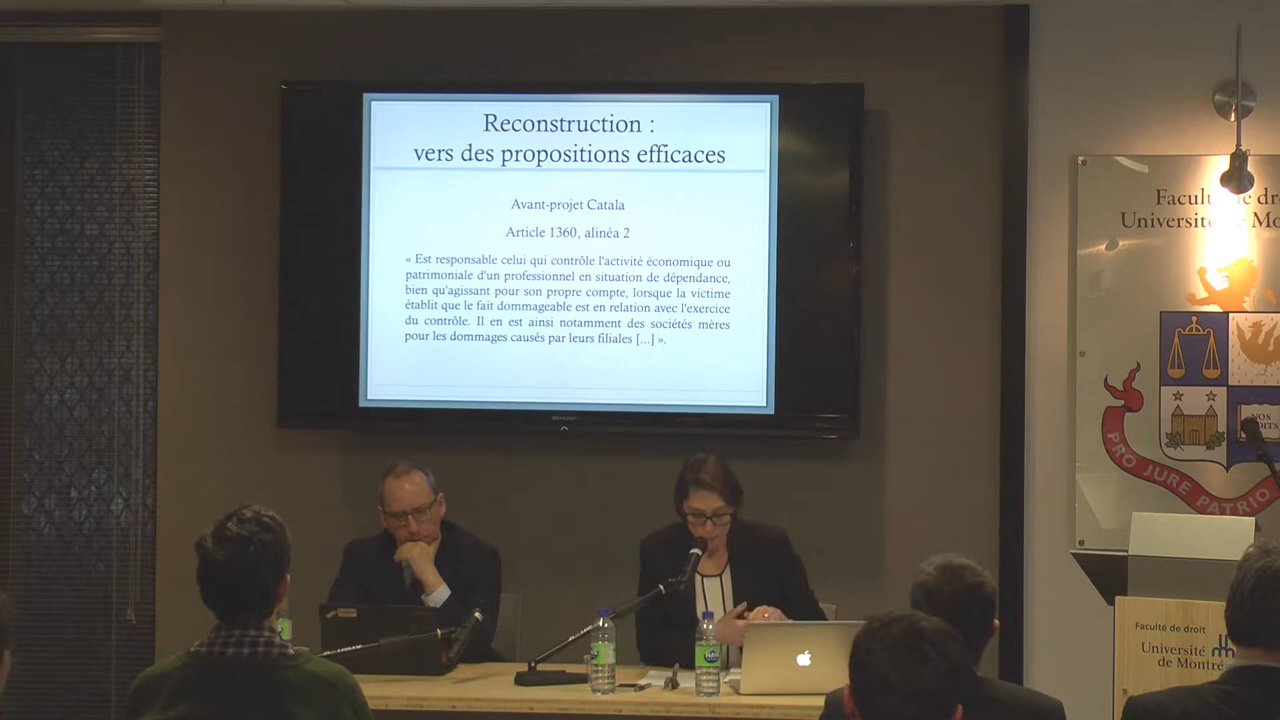 Reconstruction :
vers des propositions efficaces
Avant-projet Catala
Article 1360, alinéa 2
« Est responsable celui qui contrôle l'activité économique ou
patrimoniale d'un professionnel en situation de dépendance,
bien qu'agissant pour son propre compte, lorsque la victime
établit que le fait dommageable est en relation avec l'exercice
du contrôle. Il en est ainsi notamment des sociétés mères
pour les dommages causés par leurs filiales [...] ».
SHARP
Université
NOS
PRO JURE PATRIO
Faculté de droit
Université
de Montré